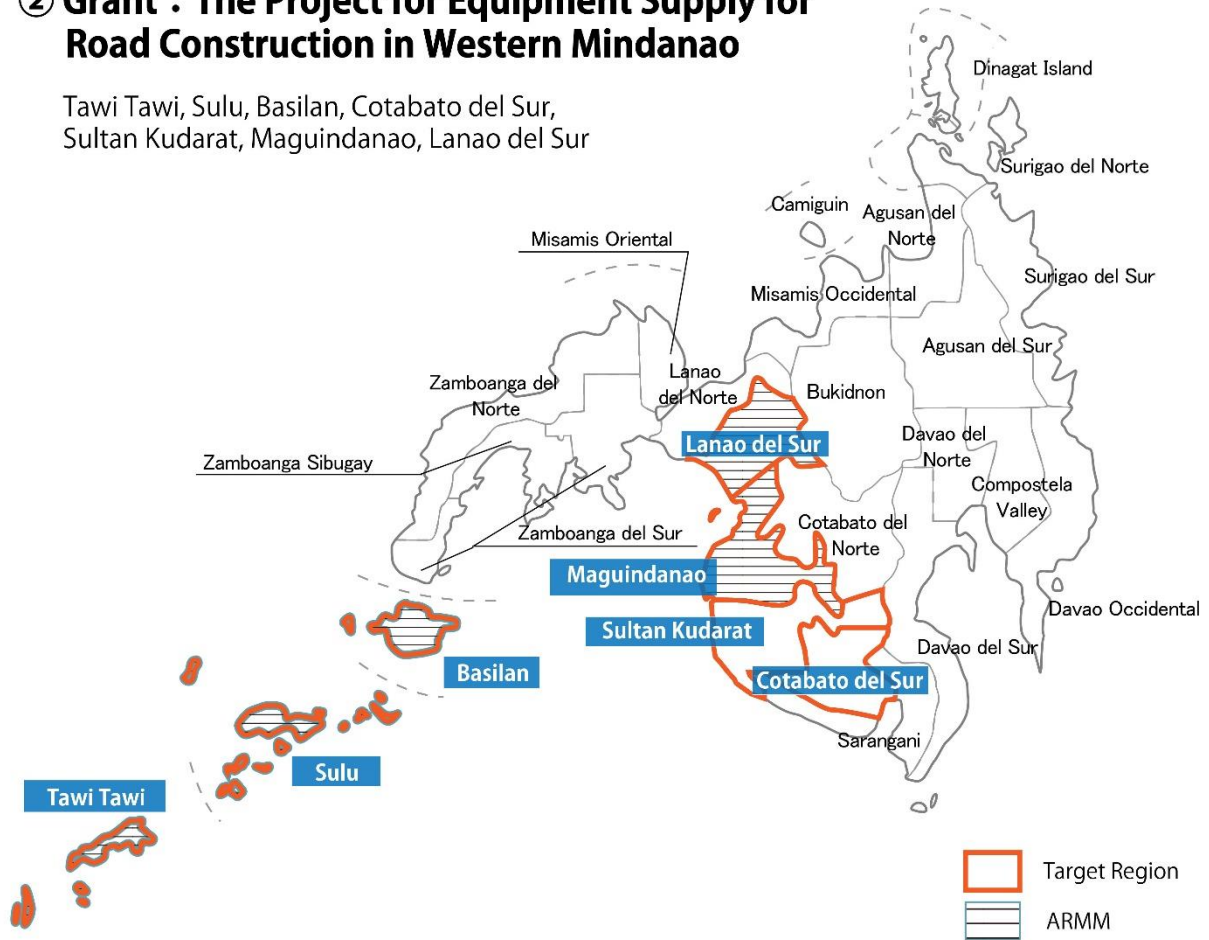 ② Grant : The Project for Equipment Supply for
Road Construction in Western Mindanao
Tawi Tawi, Sulu, Basilan, Cotabato del Sur,
Sultan Kudarat, Maguindanao, Lanao del Sur
Dinagat Island
Surigao del Norte
Camiguin
Agusan del
Norte
Misamis Oriental
Surigao del Sur
Misamis Occidental
Agusan del Sur
Lanao
del Norte
Zamboanga del
Norte
Bukidnon
Lanao del Sur
Davao del
Norte
Zamboanga Sibugay
Compostela
Valley
Cotabato del
Norte
Zamboanga del Sur
Maguindanao
Davao Occidental
Sultan Kudarat
Davao del Sur
Basilan
Cotabato del Sur
Sarangani
Sulu
Tawi Tawi
Target Region
ARMM